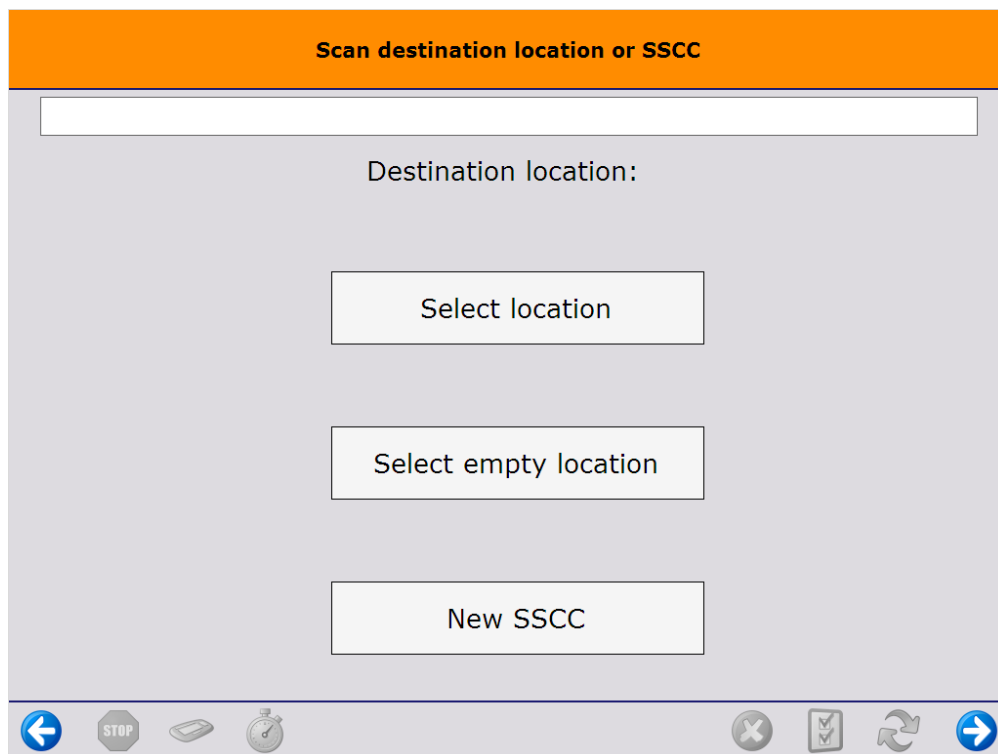 Scan destination location or SSCC
Destination location:
Select location
Select empty location
New SSCC
STOP